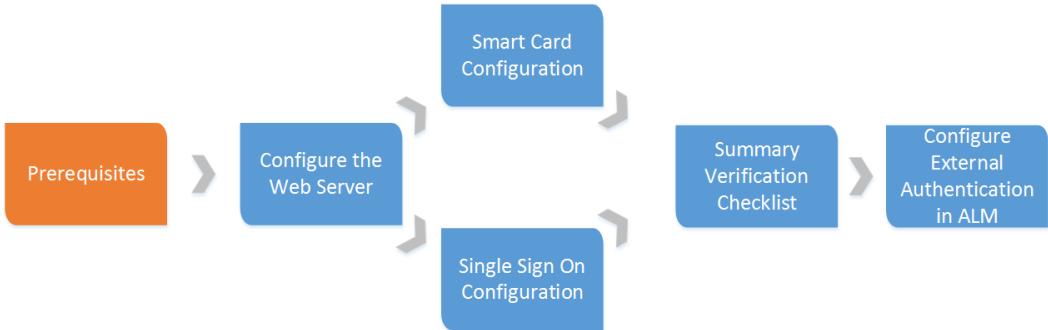 Prerequisites
Configure the
Web Server
Smart Card
Configuration
Single Sign On
Configuration
Summary
Verification
Checklist
Configure
External
Authentication
in ALM